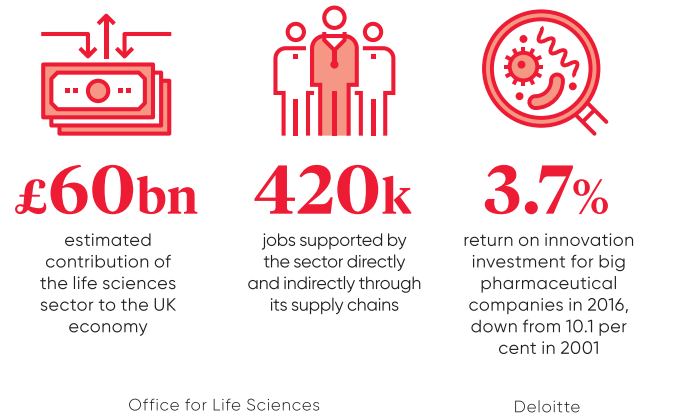 £60bn
estimated
contribution of
the life sciences
sector to the UK
economy
420k
jobs supported by
the sector directly
and indirectly through
its supply chains
3.7%
return on innovation
investment for big
pharmaceutical
companies in 2016,
down from 10.1 per
cent in 2001
Office for Life Sciences
Deloitte